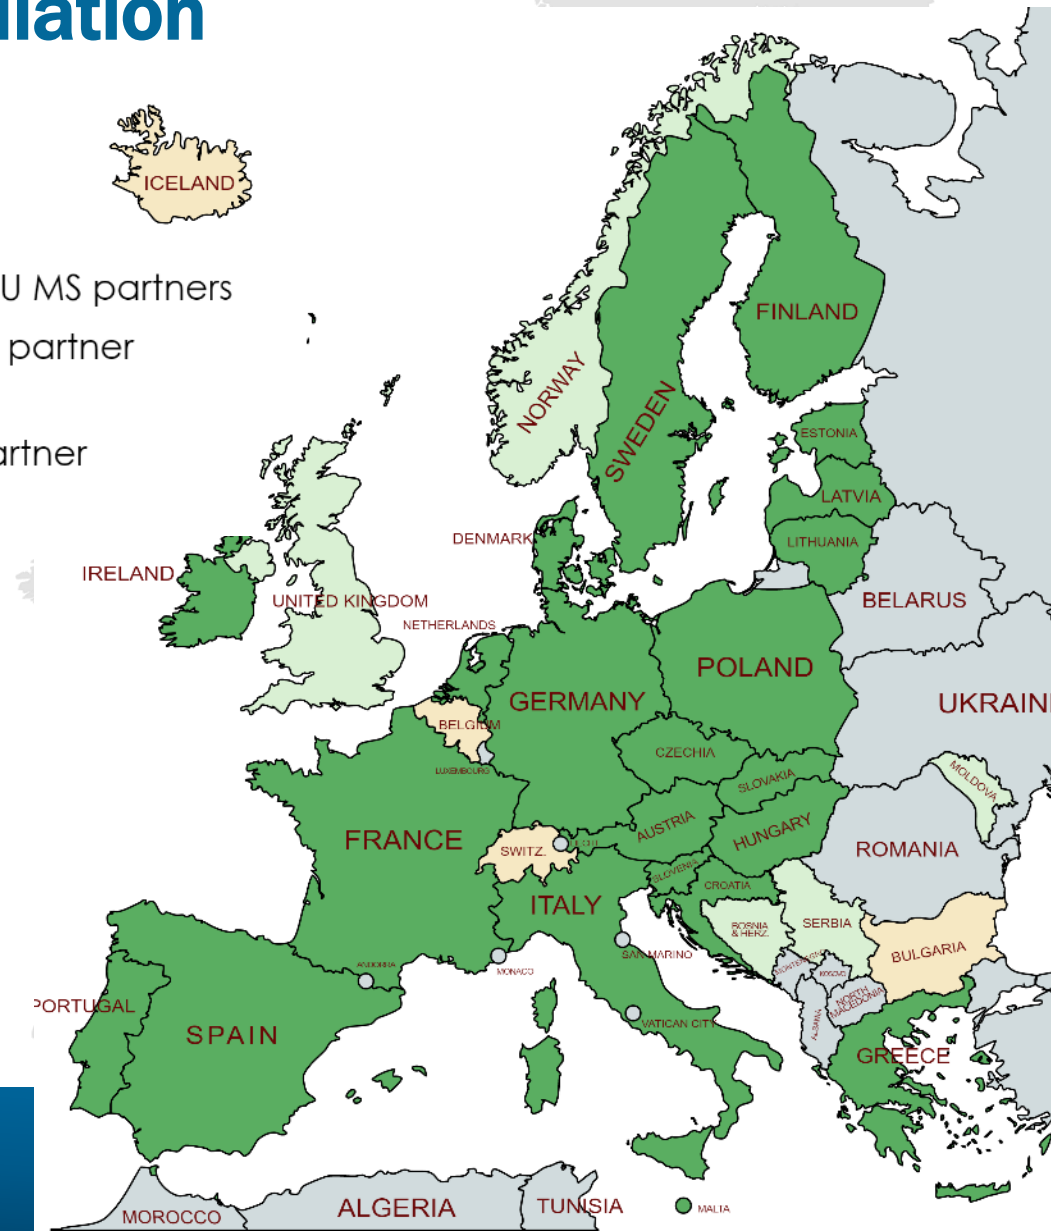 llation
ICELAND
U MS partners
partner
artner
FINLAND
NORWAY
SWEDEN
ESTONIA
LATVIA
LITHUANIA
DENMARK
IRELAND
UNITED KINGDOM
NETHERLANDS
BELARUS
POLAND
GERMANY
UKRAIN
BELGIUM
LUXEMBOURG
CZECHIA
SLOVAKIA
MOLDOVA
AUSTRIA
HUNGARY
FRANCE
SWITZ.
ROMANIA
SLOVENIA
CROATIA
ITALY
BOSNIA
& HERZ.
SERBIA
BULGARIA
SAN MARINO
MONTENEGRO
KOSOVO
ANDORRA
MONACO
NORTH
MACEDONIA
PORTUGAL
SPAIN
VATICAN CITY
ALBANIA
GREECE
MOROCCO
ALGERIA
TUNISIA
MALTA